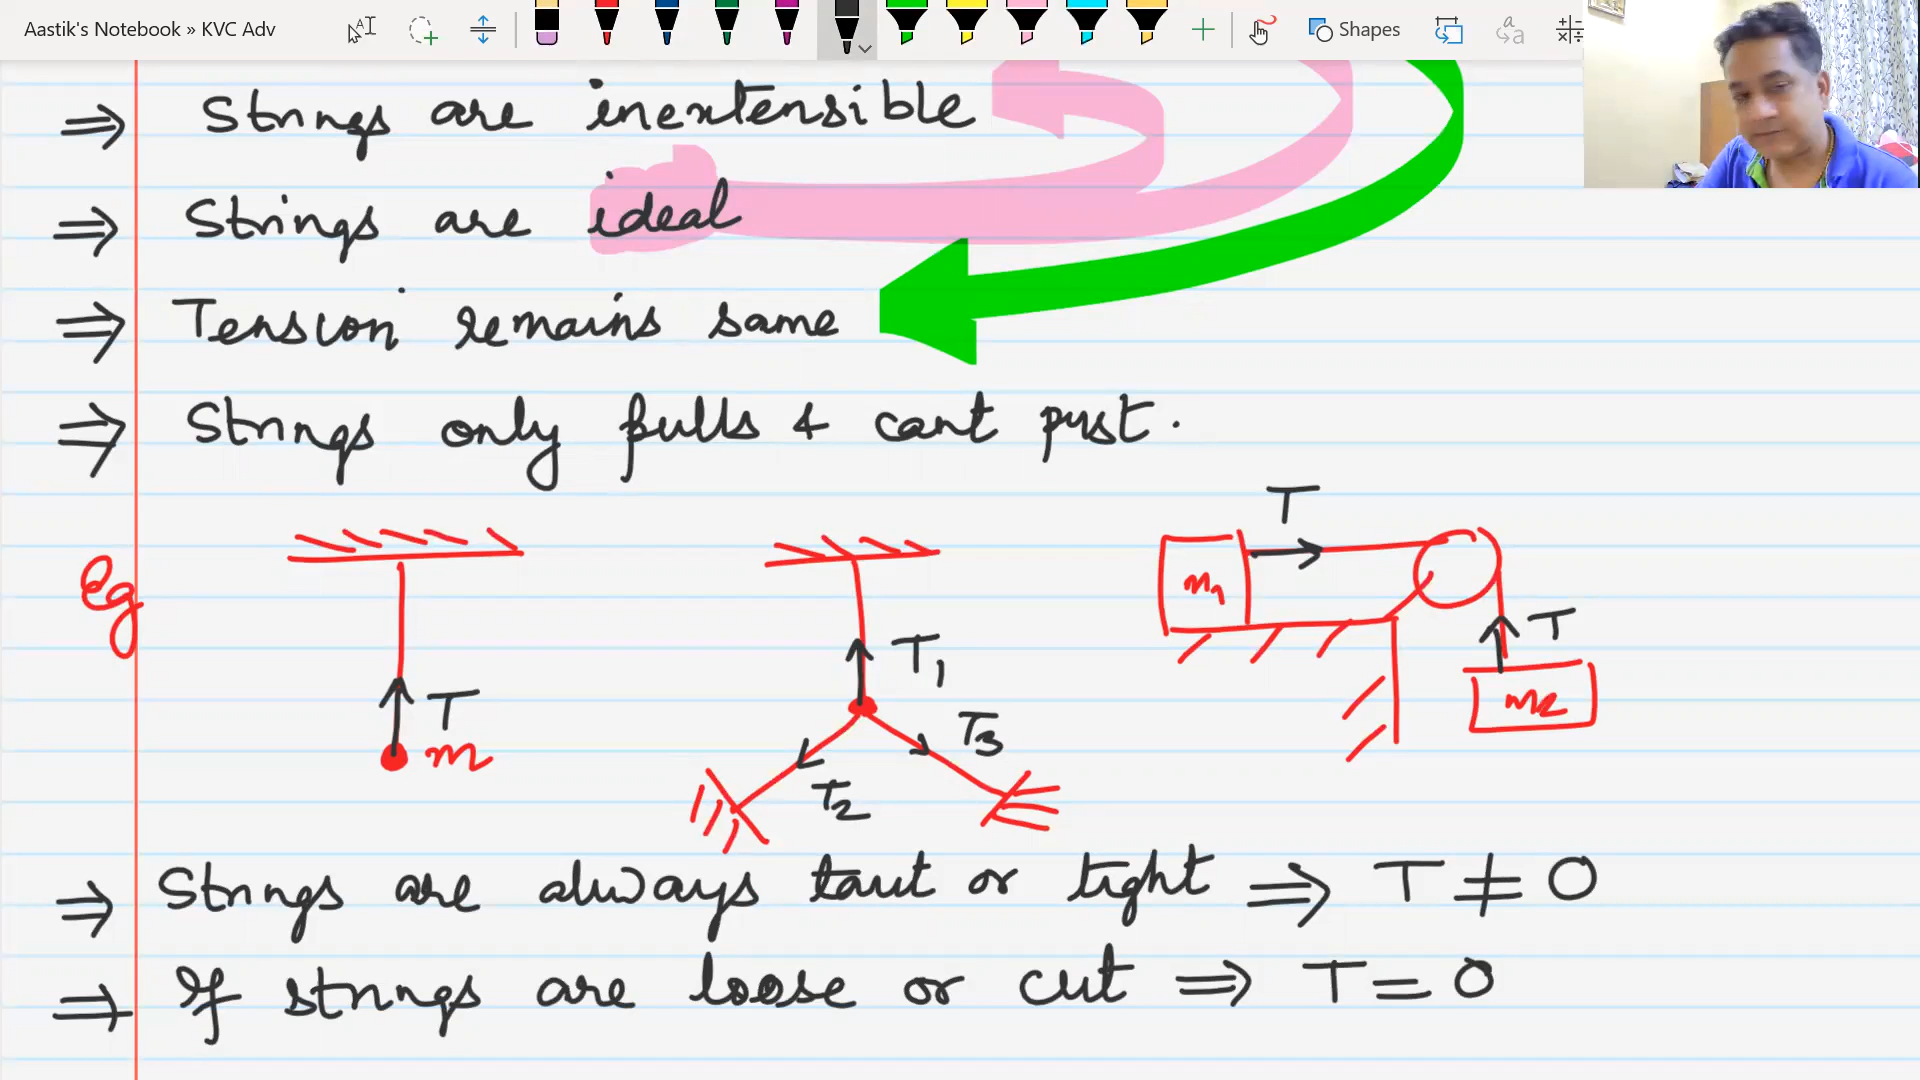 Aastik's Notebook » KVC Adv
Shapes
⇒ Strings are inextensible
⇒ Strings are ideal
⇒ Tension remains same
⇒ Strings only pulls & cant pust.
Eg
T
m
T1
T2
T3
T
m1
T
m2
⇒ Strings are always taut or tight ⇒ T ≠ 0
⇒ If strings are loose or cut ⇒ T = 0